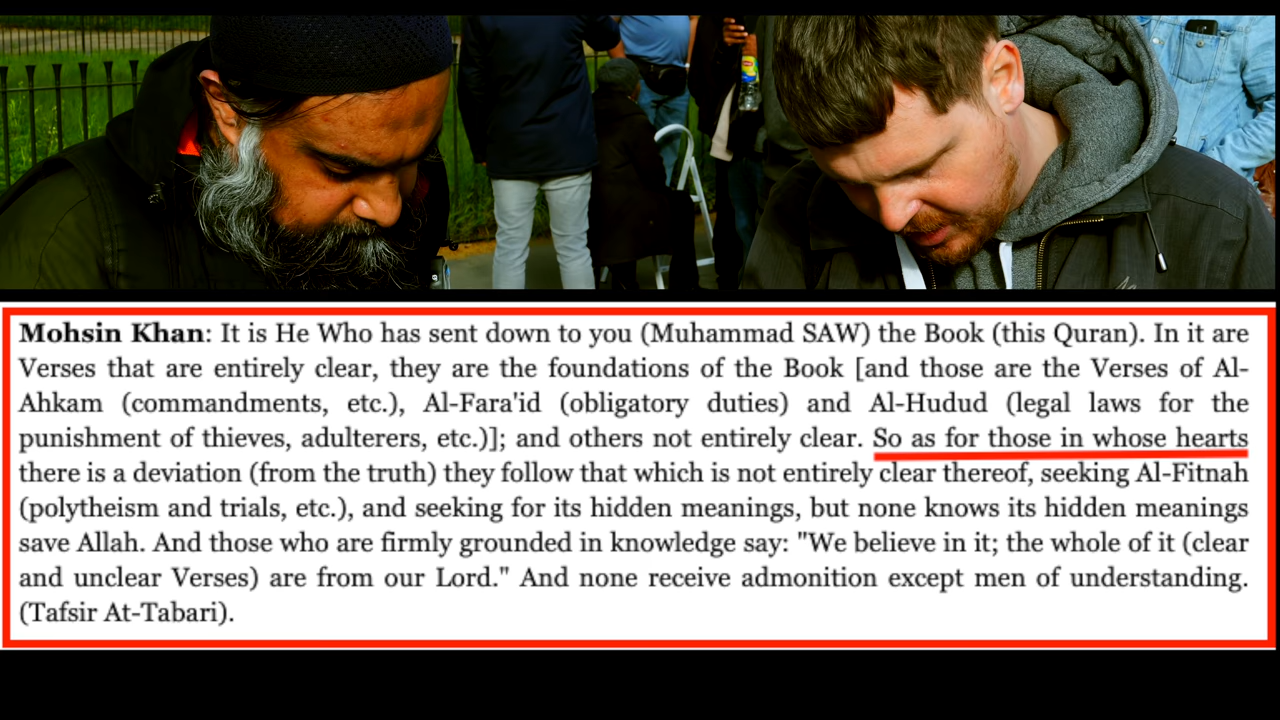 Mohsin Khan: It is He Who has sent down to you (Muhammad SAW) the Book (this Quran). In it are
Verses that are entirely clear, they are the foundations of the Book [and those are the Verses of Al-
Ahkam (commandments, etc.), Al-Fara'id (obligatory duties) and Al-Hudud (legal laws for the
punishment of thieves, adulterers, etc.)]; and others not entirely clear. So as for those in whose hearts
there is a deviation (from the truth) they follow that which is not entirely clear thereof, seeking Al-Fitnah
(polytheism and trials, etc.), and seeking for its hidden meanings, but none knows its hidden meanings
save Allah. And those who are firmly grounded in knowledge say: "We believe in it; the whole of it (clear
and unclear Verses) are from our Lord." And none receive admonition except men of understanding.
(Tafsir At-Tabari).